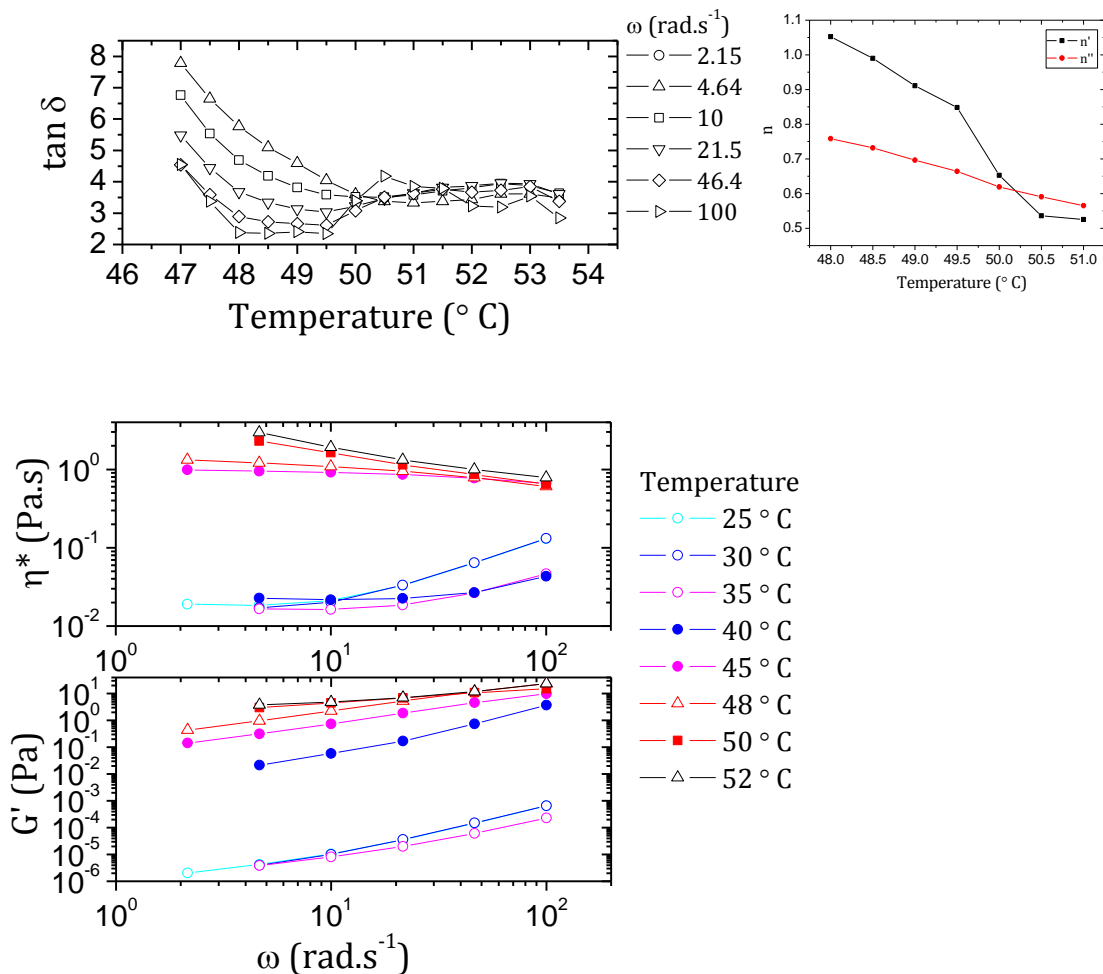 ω (rad.s⁻¹)
2.15
4.64
10
21.5
46.4
100
8
7
6
5
4
3
2
tan δ
46 47 48 49 50 51 52 53 54
Temperature (° C)
1.1
1.0
0.9
0.8
0.7
0.6
0.5
n
n'
n''
48.0 48.5 49.0 49.5 50.0 50.5 51.0
Temperature (° C)
10⁰
10⁻¹
10⁻²
η* (Pa.s)
10⁰ 10¹ 10²
10¹
10⁰
10⁻¹
10⁻²
10⁻³
10⁻⁴
10⁻⁵
10⁻⁶
G' (Pa)
10⁰ 10¹ 10²
ω (rad.s⁻¹)
Temperature
25 ° C
30 ° C
35 ° C
40 ° C
45 ° C
48 ° C
50 ° C
52 ° C